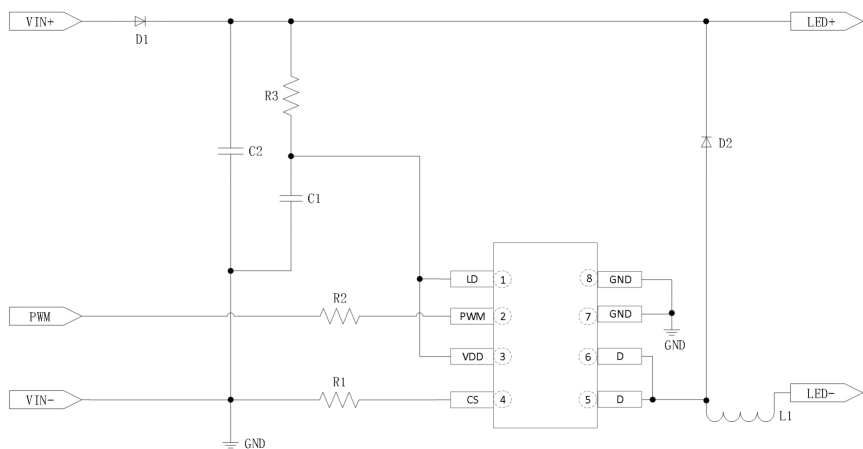 VIN+
D1
LED+
R3
C2
D2
C1
LD 1
8 GND
R2
PWM
PWM 2
7 GND
GND
VDD 3
6 D
R1
VIN-
CS 4
5 D
LED-
L1
GND